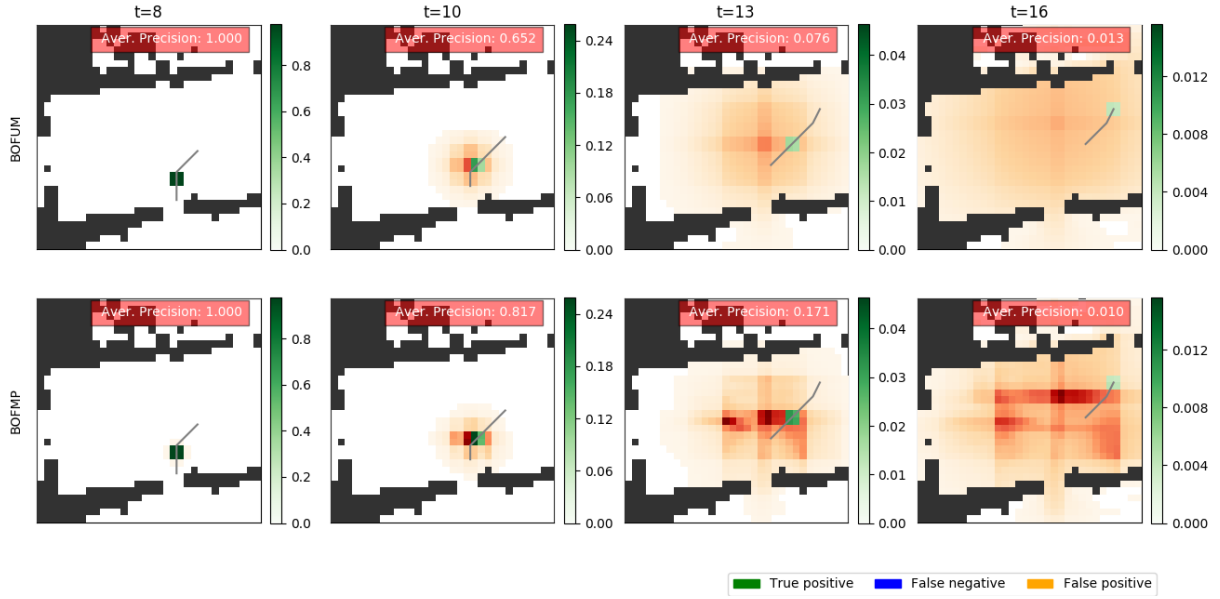 t=8
t=10
t=13
t=16
BOFUM
Aver. Precision: 1.000
0.8
0.6
0.4
0.2
0.0
Aver. Precision: 0.652
0.24
0.18
0.12
0.06
0.00
Aver. Precision: 0.076
0.04
0.03
0.02
0.01
0.00
Aver. Precision: 0.013
0.012
0.008
0.004
0.000
BOFMP
Aver. Precision: 1.000
0.8
0.6
0.4
0.2
0.0
Aver. Precision: 0.817
0.24
0.18
0.12
0.06
0.00
Aver. Precision: 0.171
0.04
0.03
0.02
0.01
0.00
Aver. Precision: 0.010
0.012
0.008
0.004
0.000
True positive
False negative
False positive